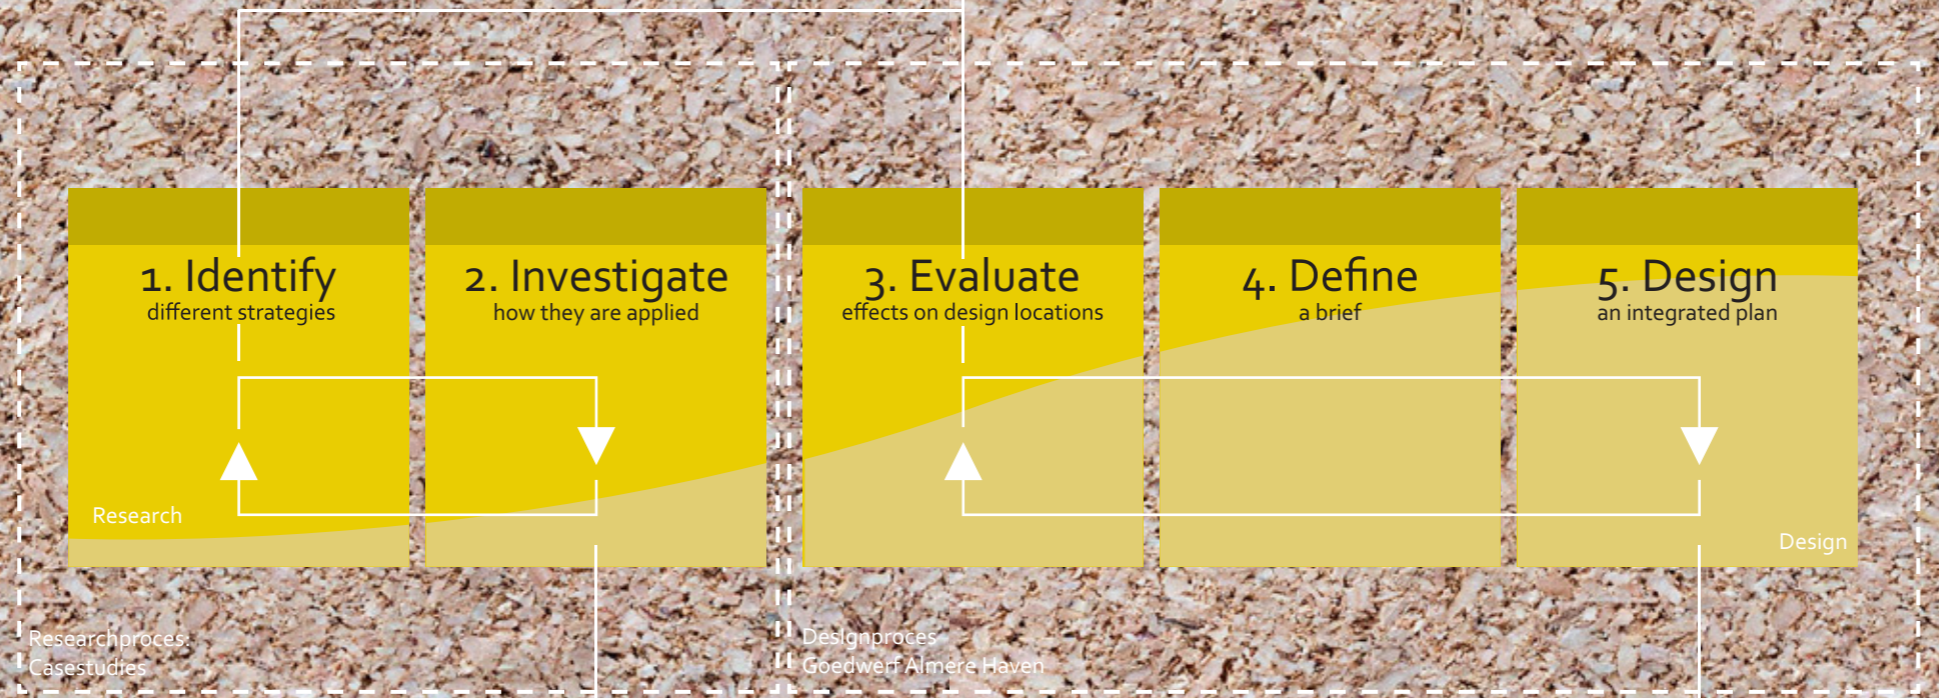 1. Identify
different strategies
2. Investigate
how they are applied
3. Evaluate
effects on design locations
4. Define
a brief
5. Design
an integrated plan
Research
Design
Researchproces:
Casestudies
Designproces
Goedwerf Almere Haven